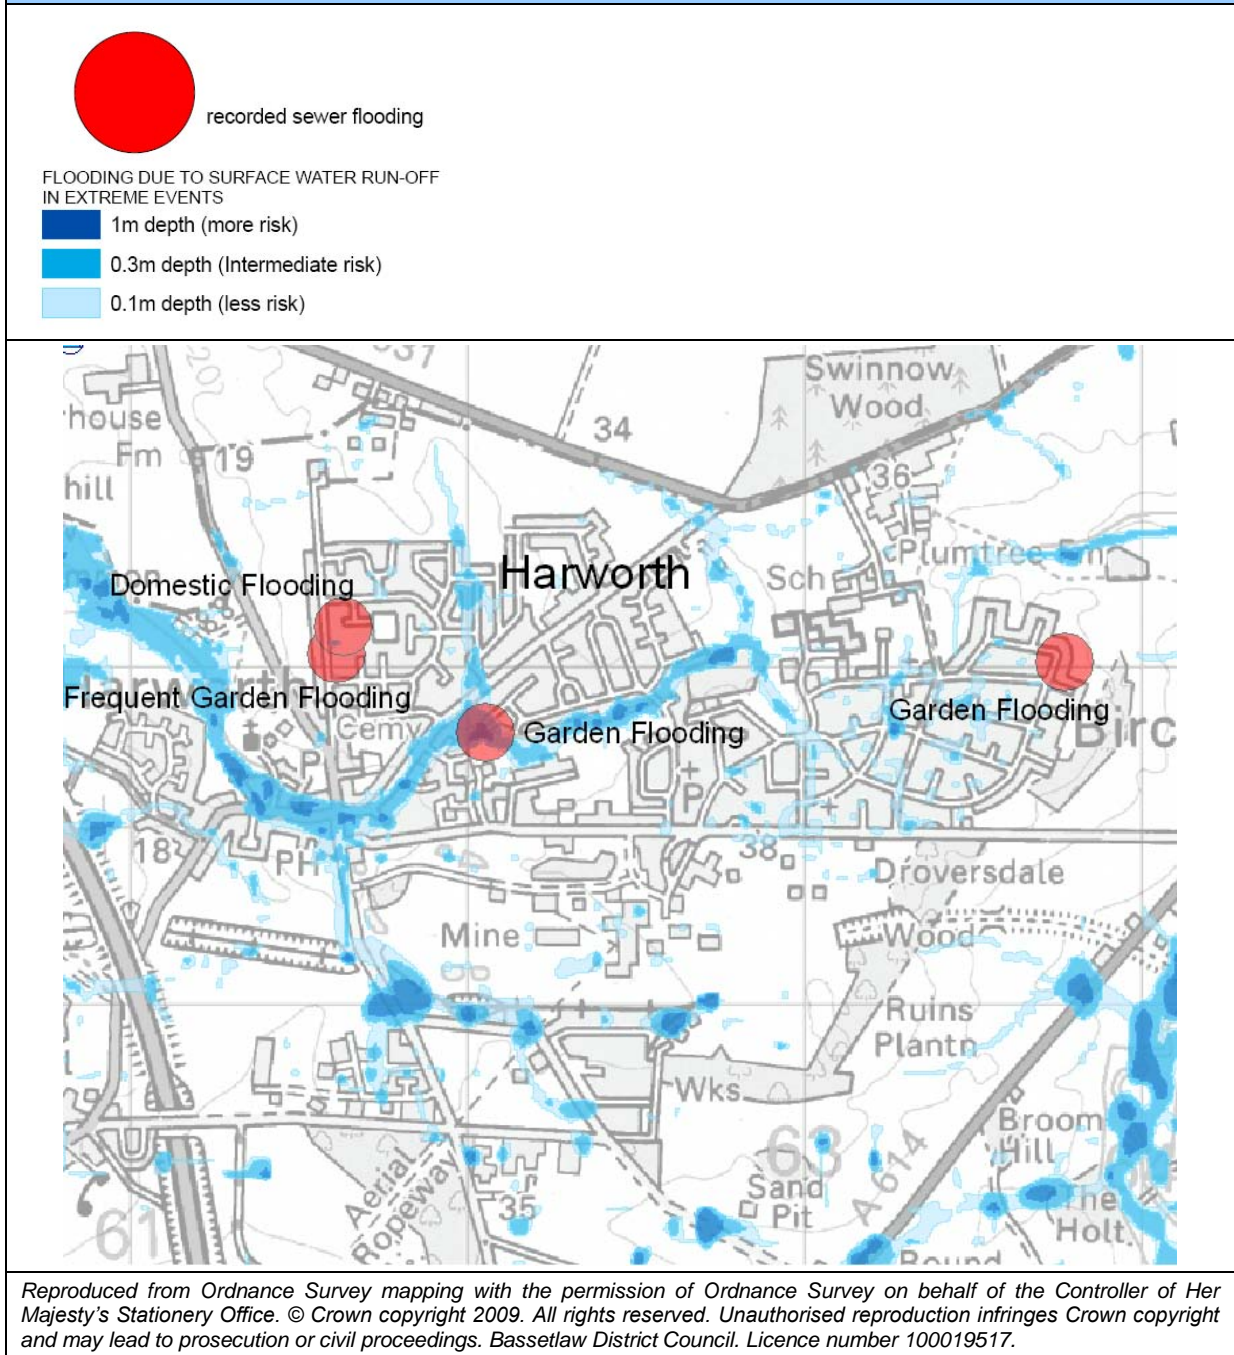 recorded sewer flooding
FLOODING DUE TO SURFACE WATER RUN-OFF
IN EXTREME EVENTS
1m depth (more risk)
0.3m depth (Intermediate risk)
0.1m depth (less risk)
Swinnow
Wood
34
house
Fm
19
hill
36
Plumtree Fm
Harworth
Sch
Domestic Flooding
Frequent Garden Flooding
Garden Flooding
Cemy
Garden Flooding
Birc
P
P
18
PH
38
Droversdale
Wood
Mine
Ruins
Plantn
Wks
Broom
Hill
63
A 614
Sand
Pit
Aerial
Ropeway
35
The
Holt
61
Round
Reproduced from Ordnance Survey mapping with the permission of Ordnance Survey on behalf of the Controller of Her
Majesty's Stationery Office. © Crown copyright 2009. All rights reserved. Unauthorised reproduction infringes Crown copyright
and may lead to prosecution or civil proceedings. Bassetlaw District Council. Licence number 100019517.